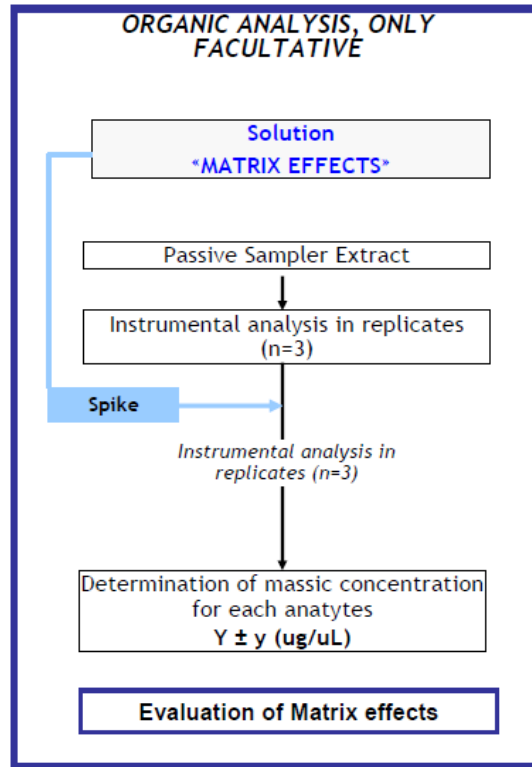 ORGANIC ANALYSIS, ONLY
FACULTATIVE
Solution
“MATRIX EFFECTS”
Passive Sampler Extract
Instrumental analysis in replicates
(n=3)
Spike
Instrumental analysis in
replicates (n=3)
Determination of massic concentration
for each anatytes
Y ± y (ug/uL)
Evaluation of Matrix effects